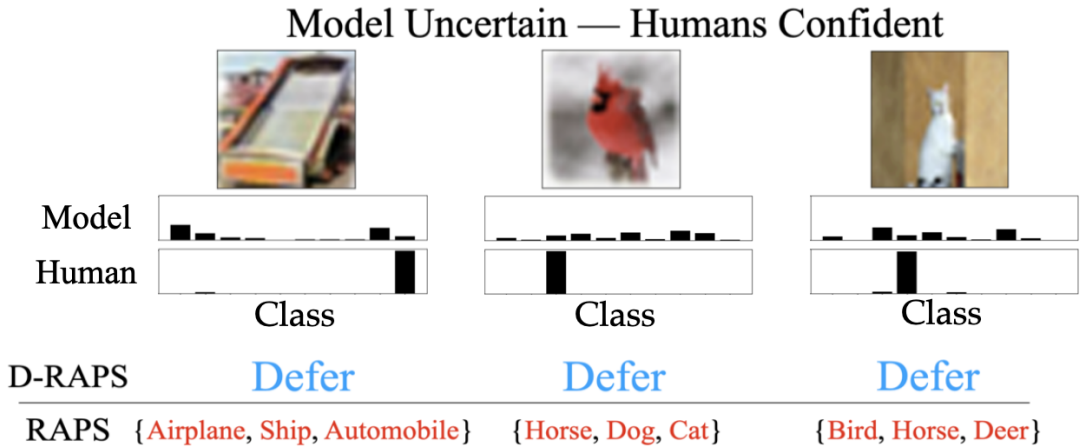 Model Uncertain — Humans Confident
Model
Human
Class Class Class
D-RAPS Defer Defer Defer
RAPS {Airplane, Ship, Automobile} {Horse, Dog, Cat} {Bird, Horse, Deer}